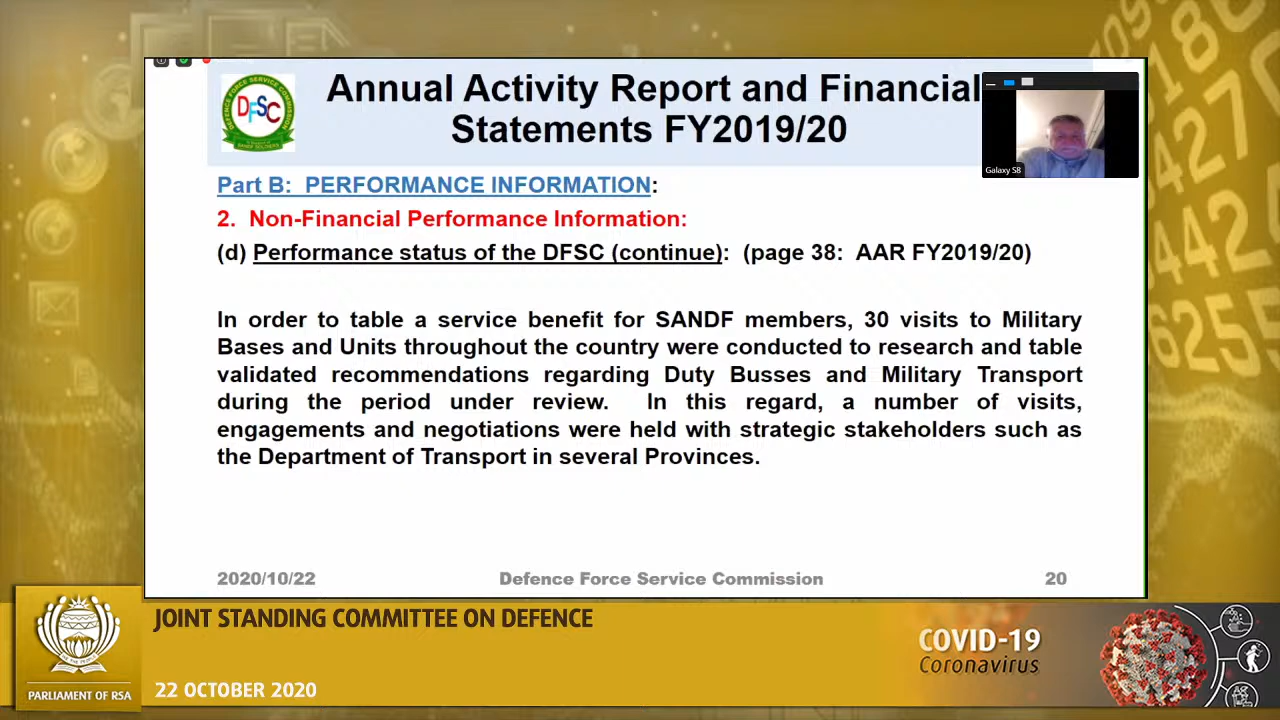 Annual Activity Report and Financial
Statements FY2019/20
DEFENCE FORCE SERVICE COMMISSION
DFSC
Galaxy S8
Part B: PERFORMANCE INFORMATION:
2. Non-Financial Performance Information:
(d) Performance status of the DFSC (continue): (page 38: AAR FY2019/20)
In order to table a service benefit for SANDF members, 30 visits to Military
Bases and Units throughout the country were conducted to research and table
validated recommendations regarding Duty Busses and Military Transport
during the period under review. In this regard, a number of visits,
engagements and negotiations were held with strategic stakeholders such as
the Department of Transport in several Provinces.
2020/10/22 Defence Force Service Commission 20
JOINT STANDING COMMITTEE ON DEFENCE
COVID-19
Coronavirus
PARLIAMENT OF RSA
22 OCTOBER 2020